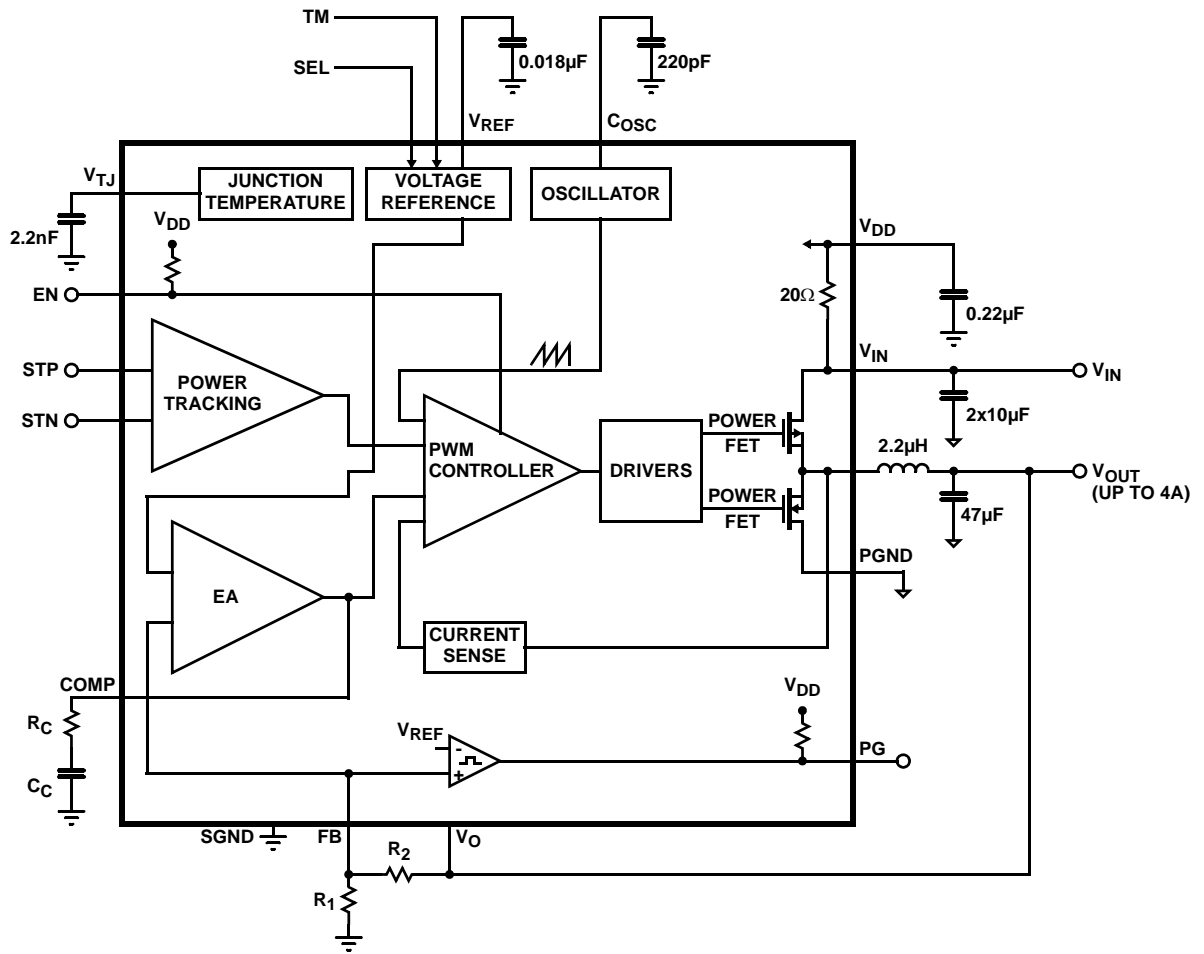 TM
SEL
0.018µF
220pF
VREF
COSC
VTJ
JUNCTION
TEMPERATURE
VOLTAGE
REFERENCE
OSCILLATOR
2.2nF
VDD
VDD
EN
20Ω
0.22µF
STP
STN
POWER
TRACKING
VIN
VIN
2x10µF
PWM
CONTROLLER
DRIVERS
POWER
FET
POWER
FET
2.2µH
VOUT
(UP TO 4A)
47µF
PGND
EA
CURRENT
SENSE
COMP
RC
CC
VREF
-
+
VDD
PG
SGND
FB
VO
R2
R1